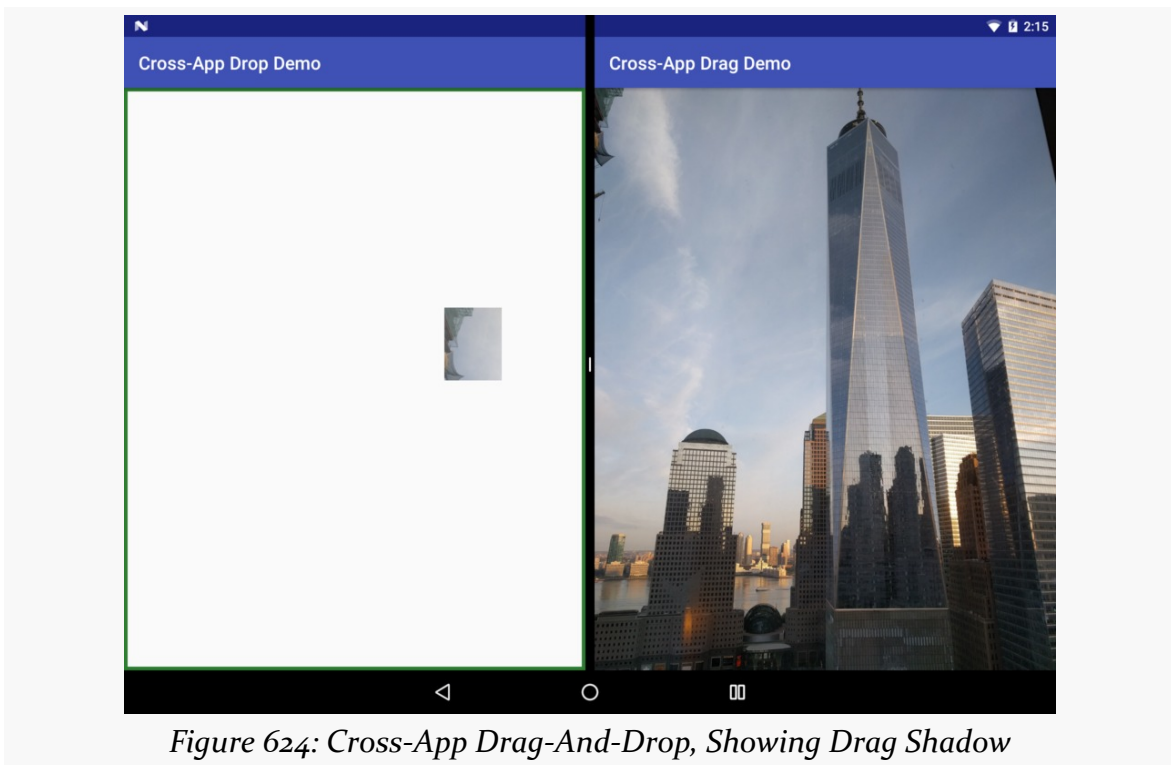 2:15
Cross-App Drop Demo
Cross-App Drag Demo
Figure 624: Cross-App Drag-And-Drop, Showing Drag Shadow